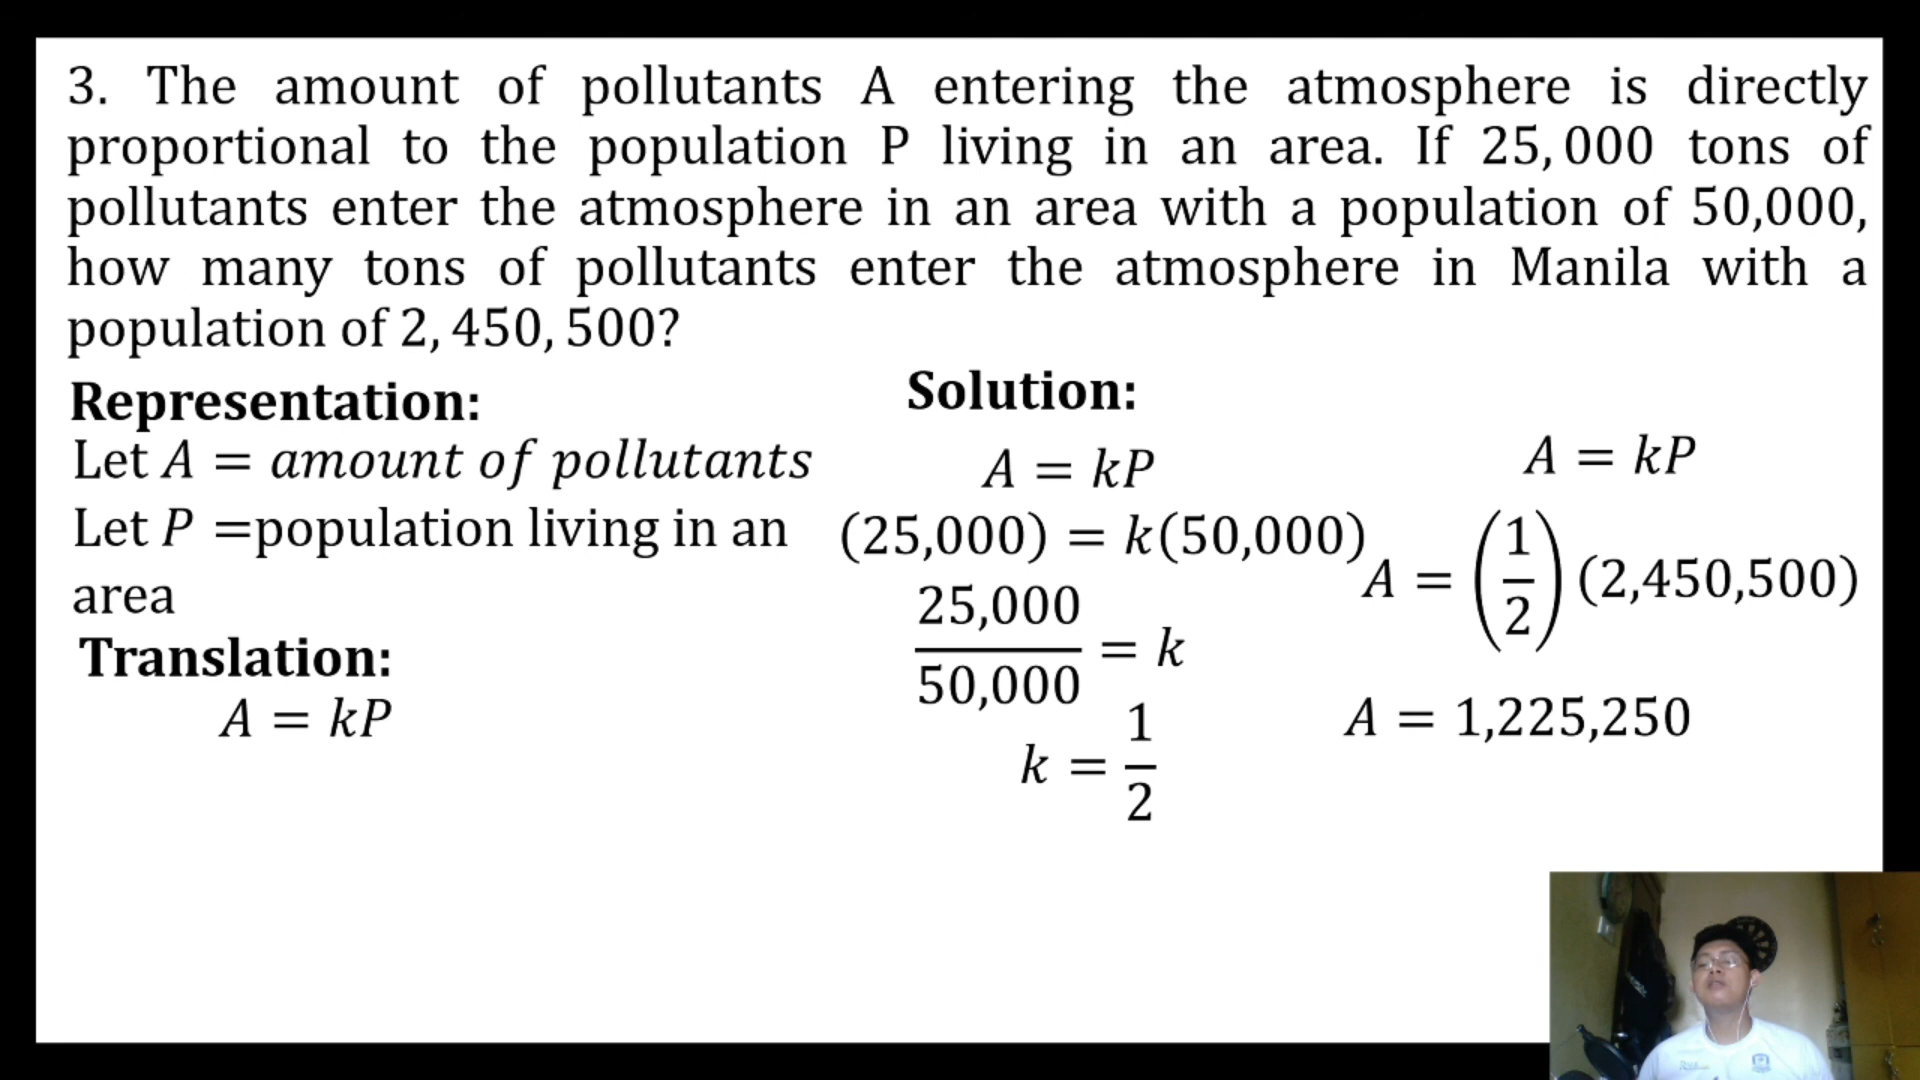 3. The amount of pollutants A entering the atmosphere is directly
proportional to the population P living in an area. If 25,000 tons of
pollutants enter the atmosphere in an area with a population of 50,000,
how many tons of pollutants enter the atmosphere in Manila with a
population of 2, 450, 500?
Representation:
Let A = amount of pollutants
Let P =population living in an
area
Translation:
A = kP
Solution:
A = kP
(25,000) = k(50,000)
25,000
50,000
= k
k = 1/2
A = kP
A = (1/2) (2,450,500)
A = 1,225,250